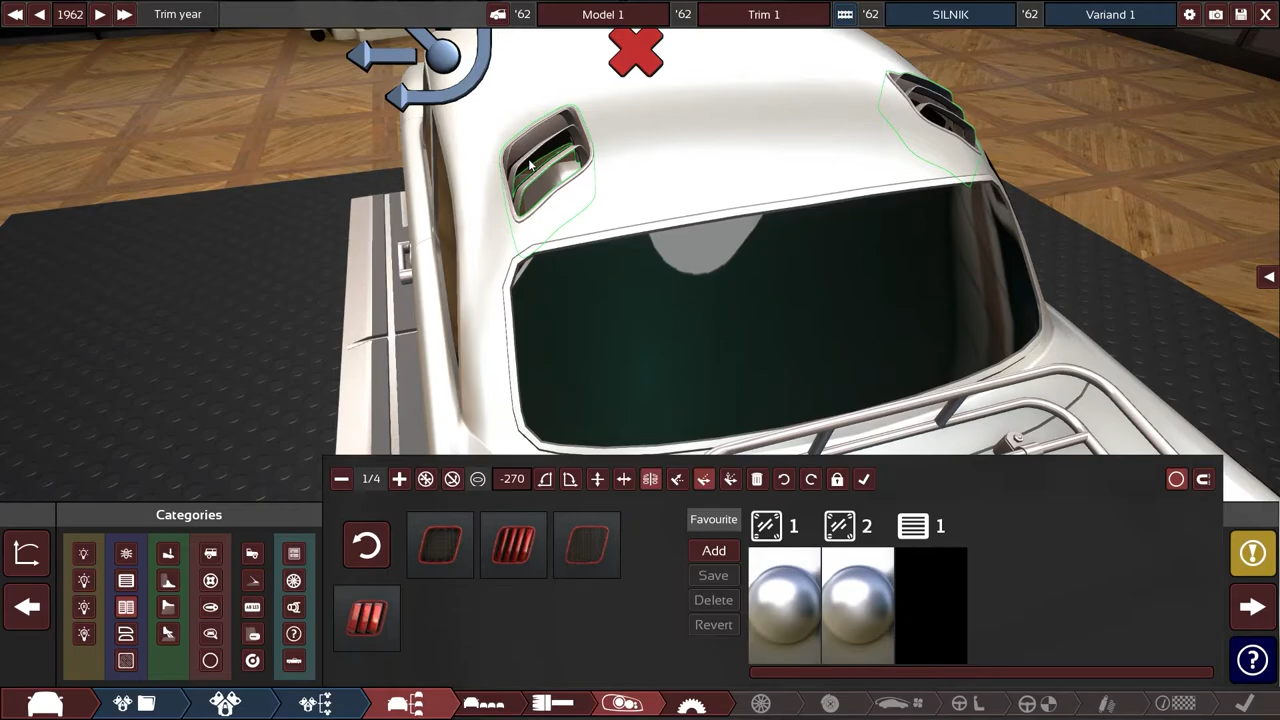 1962 Trim year '62 Model 1 '62 Trim 1 '62 SILNIK '62 Variand 1
1/4 -270
Categories
Favourite 1 2 1
Add
Save
Delete
Revert